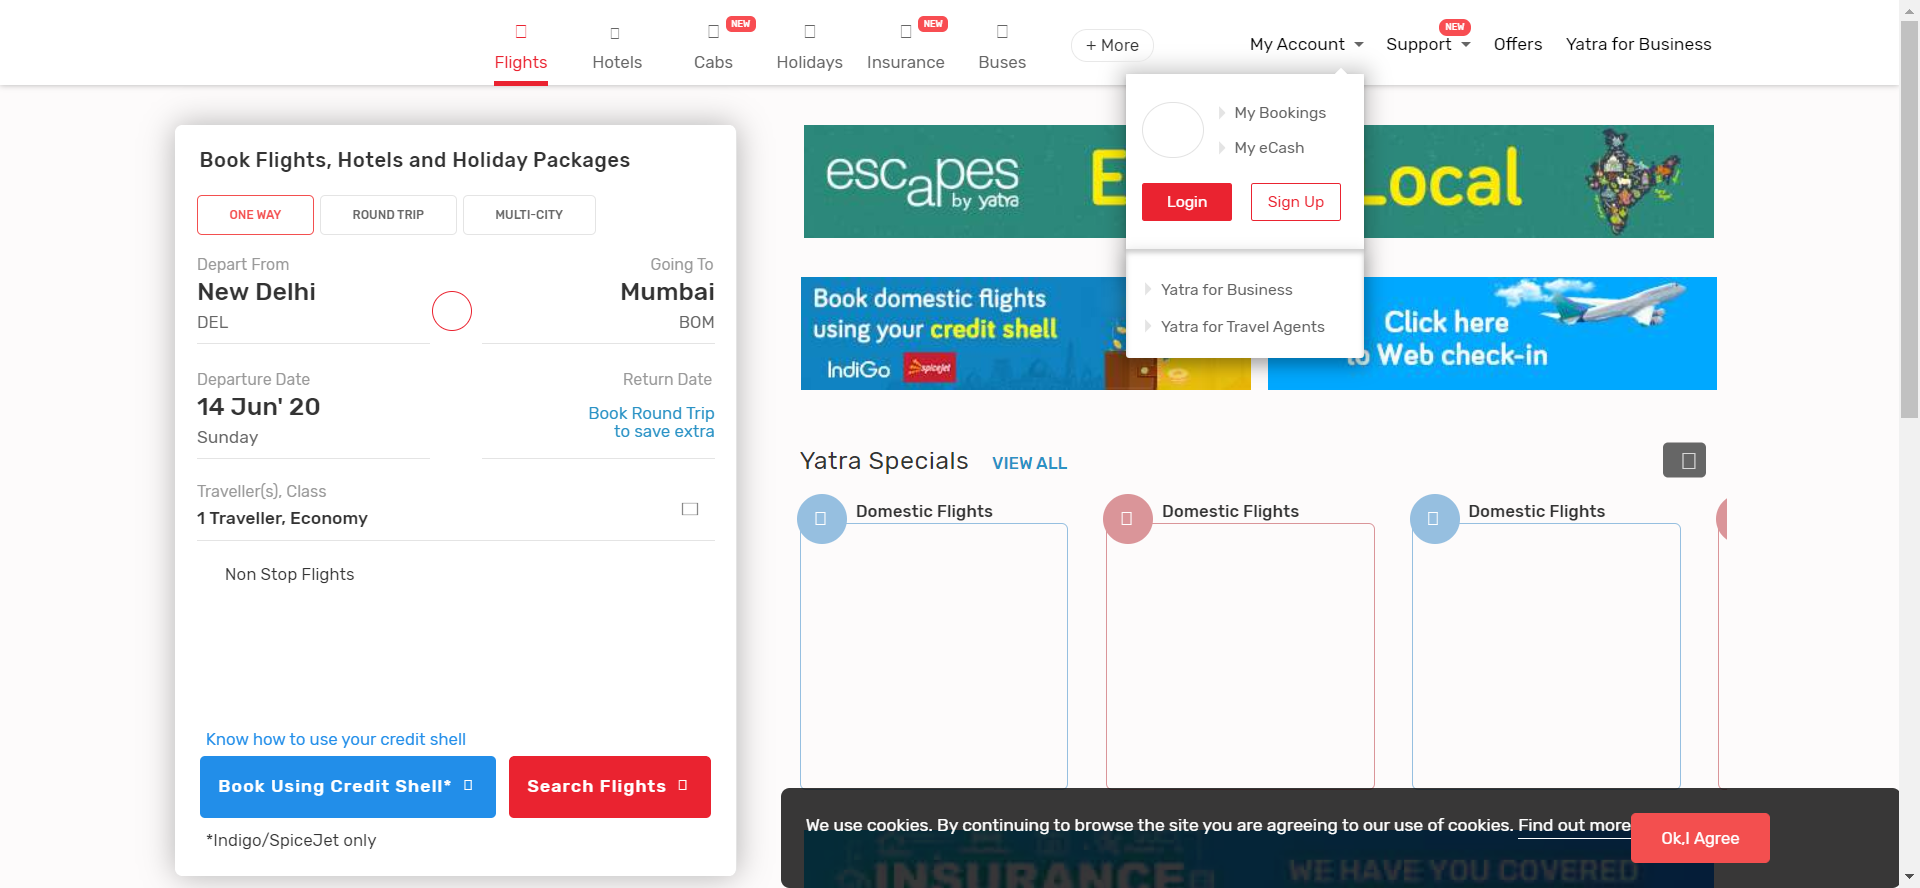 Flights
Hotels
NEW
Cabs
Holidays
NEW
Insurance
Buses
+ More
My Account
NEW
Support
Offers
Yatra for Business
My Bookings
My eCash
Login
Sign Up
Yatra for Business
Yatra for Travel Agents
Book Flights, Hotels and Holiday Packages
ONE WAY
ROUND TRIP
MULTI-CITY
Depart From
New Delhi
DEL
Going To
Mumbai
BOM
Departure Date
14 Jun' 20
Sunday
Return Date
Book Round Trip
to save extra
Traveller(s), Class
1 Traveller, Economy
Non Stop Flights
Know how to use your credit shell
Book Using Credit Shell*
Search Flights
*Indigo/SpiceJet only
escapes
by yatra
Local
Book domestic flights
using your credit shell
IndiGo
spicejet
Click here
to Web check-in
Yatra Specials
VIEW ALL
Domestic Flights
Domestic Flights
Domestic Flights
We use cookies. By continuing to browse the site you are agreeing to our use of cookies. Find out more
Ok,I Agree
INSURANCE
WE HAVE YOU COVERED